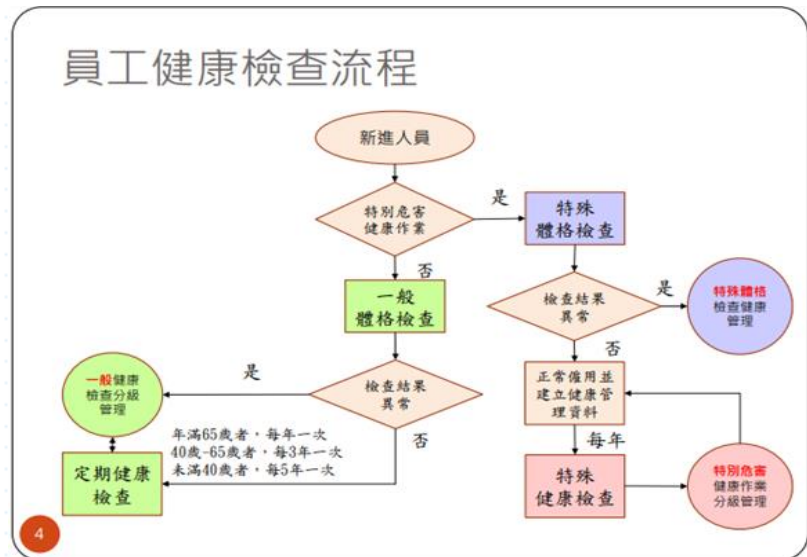 員工健康檢查流程
新進人員
特別危害
健康作業
是
特殊
體格檢查
否
一般
體格檢查
檢查結果
異常
是
特殊體格
檢查健康
管理
否
檢查結果
異常
是
一般健康
檢查分級
管理
否
正常僱用並
建立健康管
理資料
年滿65歲者，每年一次
40歲-65歲者，每3年一次
未滿40歲者，每5年一次
每年
定期健康
檢查
特殊
健康檢查
特別危害
健康作業
分級管理
4